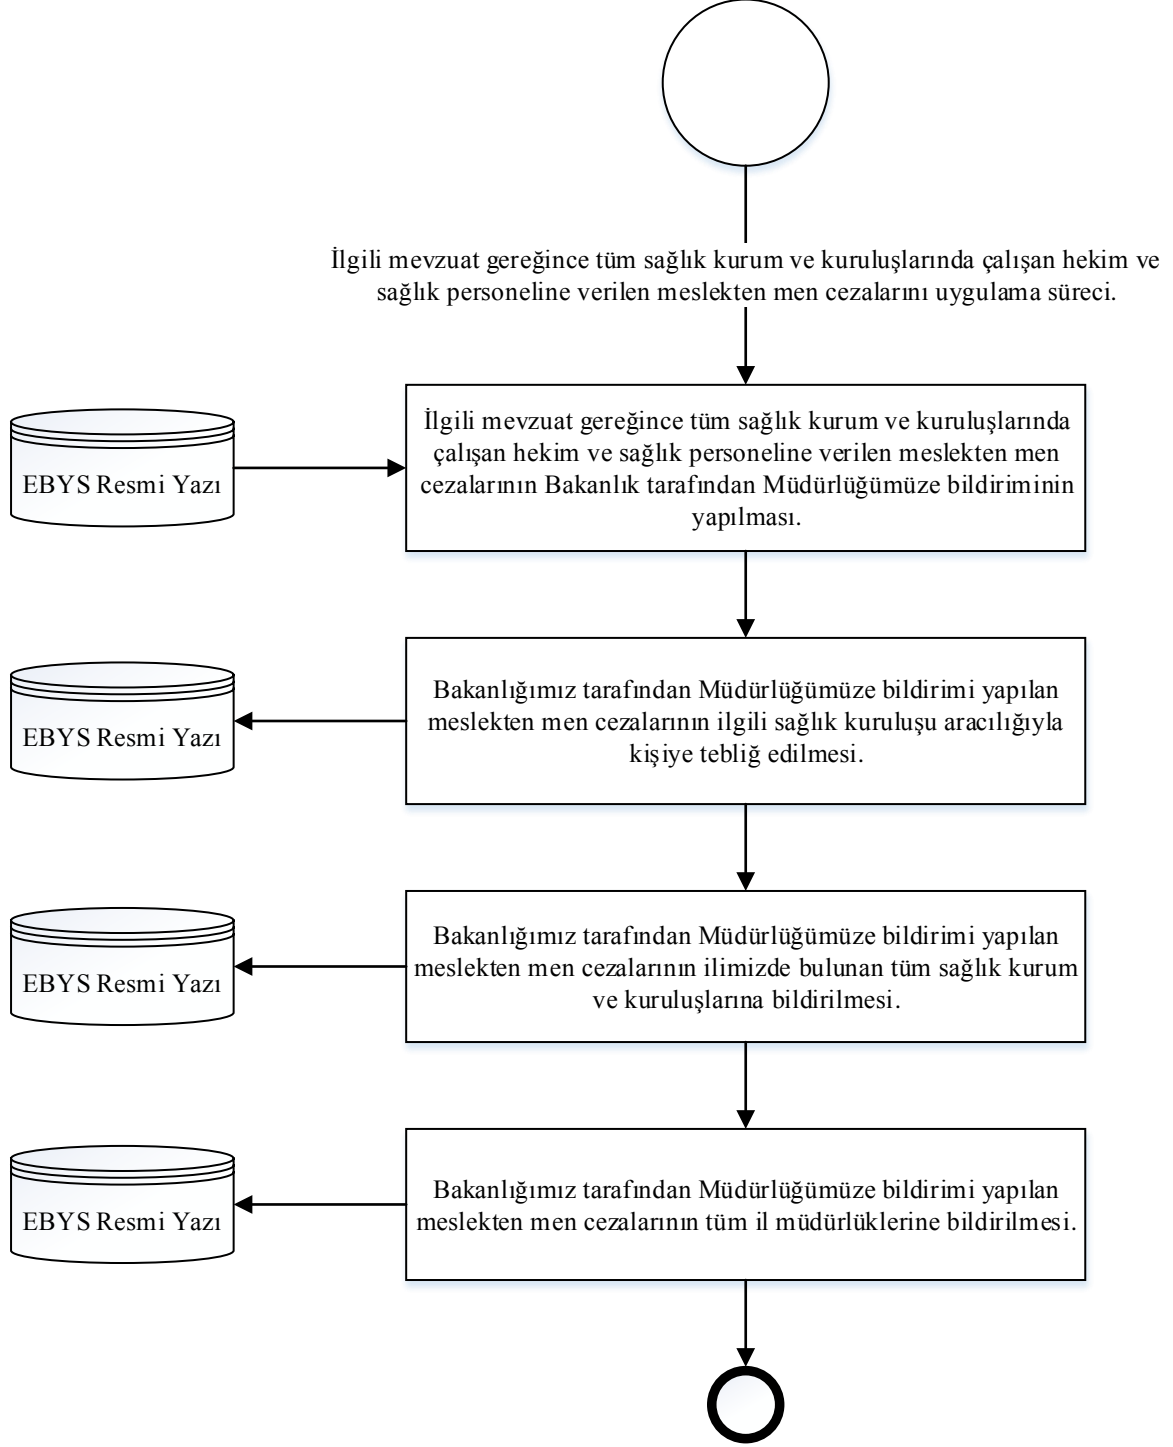 İlgili mevzuat gereğince tüm sağlık kurum ve kuruluşlarında çalışan hekim ve
sağlık personeline verilen meslekten men cezalarını uygulama süreci.
EBYS Resmi Yazı
İlgili mevzuat gereğince tüm sağlık kurum ve kuruluşlarında
çalışan hekim ve sağlık personeline verilen meslekten men
cezalarının Bakanlık tarafından Müdürlüğümüze bildiriminin
yapılması.
EBYS Resmi Yazı
Bakanlığımız tarafından Müdürlüğümüze bildirimi yapılan
meslekten men cezalarının ilgili sağlık kuruluşu aracılığıyla
kişiye tebliğ edilmesi.
EBYS Resmi Yazı
Bakanlığımız tarafından Müdürlüğümüze bildirimi yapılan
meslekten men cezalarının ilimizde bulunan tüm sağlık kurum
ve kuruluşlarına bildirilmesi.
EBYS Resmi Yazı
Bakanlığımız tarafından Müdürlüğümüze bildirimi yapılan
meslekten men cezalarının tüm il müdürlüklerine bildirilmesi.